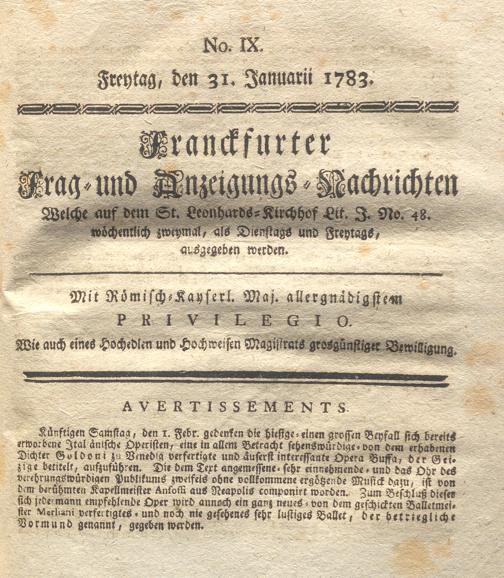 No. IX.
Freytag, den 31. Januarii 1783.
Franckfurter
Frag- und Anzeigungs-Nachrichten
Welche auf dem St. Leonhards-Kirchhof Lit. J. No. 48.
wöchentlich zweymal, als Dienstags und Freytags,
ausgegeben werden.
Mit Römisch-Kayserl. Maj. allergnädigstem
PRIVILEGIO.
Wie auch eines Hochedlen und Hochweisen Magistrats grosgünstiger Bewilligung.
AVERTISSEMENTS.
Künftigen Samstag, den 1. Febr. gedenken die hiesige- einen grossen Beyfall sich bereits
erworbene Italiänische Operisten, eine in allem Betracht sehenswürdige- von dem erhabenen
Dichter Goldoni zu Venedig verfertigte und äuserst interessante Opera Buffa, der Gei-
zige betitelt, aufzuführen. Die dem Text angemessene- sehr einnehmende- und das Ohr des
verehrungswürdigen Publikums zweifels ohne vollkommene ergötzende Musick dazu, ist von
dem berühmten Kapellmeister Anfossi aus Neapolis componirt worden. Zum Beschluß dieser
sich jedermann empfehlende Oper wird annoch ein ganz neues- von dem geschickten Balletmei-
ster Merliani verfertigtes- und noch nie gesehenes sehr lustiges Ballet, der betriegliche
Vormund genannt, gegeben werden.